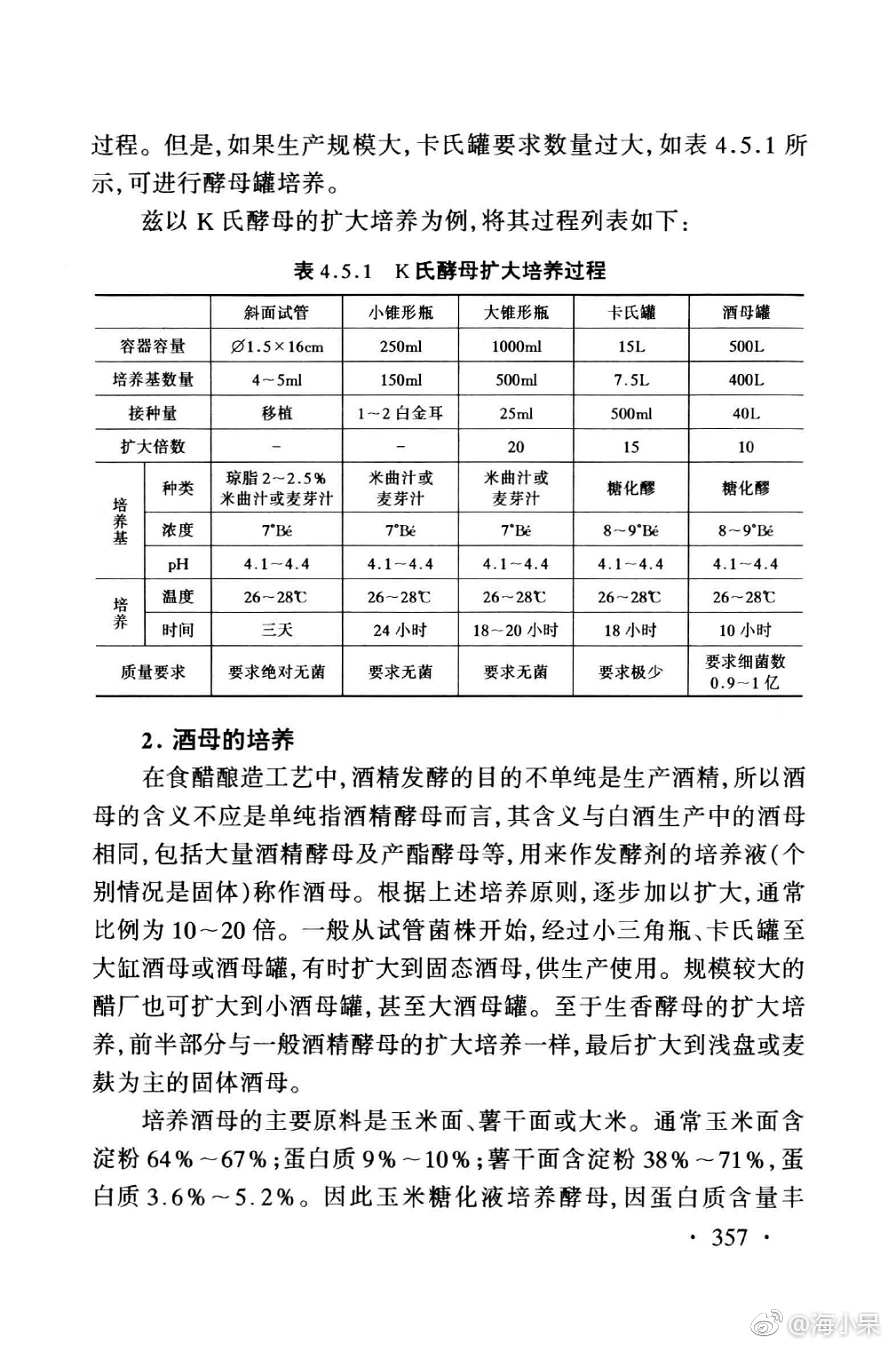 过程。但是,如果生产规模大,卡氏罐要求数量过大,如表 4.5.1 所
示,可进行酵母罐培养。
兹以 K 氏酵母的扩大培养为例,将其过程列表如下:
表 4.5.1 K 氏酵母扩大培养过程
斜面试管 小锥形瓶 大锥形瓶 卡氏罐 酒母罐
容器容量 ∅1.5×16cm 250ml 1000ml 15L 500L
培养基数量 4~5ml 150ml 500ml 7.5L 400L
接种量 移植 1~2 白金耳 25ml 500ml 40L
扩大倍数 - - 20 15 10
培养基 种类 琼脂 2~2.5% 米曲汁或麦芽汁 米曲汁或麦芽汁 米曲汁或麦芽汁 糖化醪 糖化醪
浓度 7°Bé 7°Bé 7°Bé 8~9°Bé 8~9°Bé
pH 4.1~4.4 4.1~4.4 4.1~4.4 4.1~4.4 4.1~4.4
培养 温度 26~28℃ 26~28℃ 26~28℃ 26~28℃ 26~28℃
时间 三天 24 小时 18~20 小时 18 小时 10 小时
质量要求 要求绝对无菌 要求无菌 要求无菌 要求极少 要求细菌数 0.9~1 亿
2. 酒母的培养
在食醋酿造工艺中,酒精发酵的目的不单纯是生产酒精,所以酒
母的含义不应是单纯指酒精酵母而言,其含义与白酒生产中的酒母
相同,包括大量酒精酵母及产酯酵母等,用来作发酵剂的培养液(个
别情况是固体)称作酒母。根据上述培养原则,逐步加以扩大,通常
比例为 10~20 倍。一般从试管菌株开始,经过小三角瓶、卡氏罐至
大缸酒母或酒母罐,有时扩大到固态酒母,供生产使用。规模较大的
醋厂也可扩大到小酒母罐,甚至大酒母罐。至于生香酵母的扩大培
养,前半部分与一般酒精酵母的扩大培养一样,最后扩大到浅盘或麦
麸为主的固体酒母。
培养酒母的主要原料是玉米面、薯干面或大米。通常玉米面含
淀粉 64%~67%;蛋白质 9%~10%;薯干面含淀粉 38%~71%,蛋
白质 3.6%~5.2%。因此玉米糖化液培养酵母,因蛋白质含量丰
· 357 ·
@海小呆